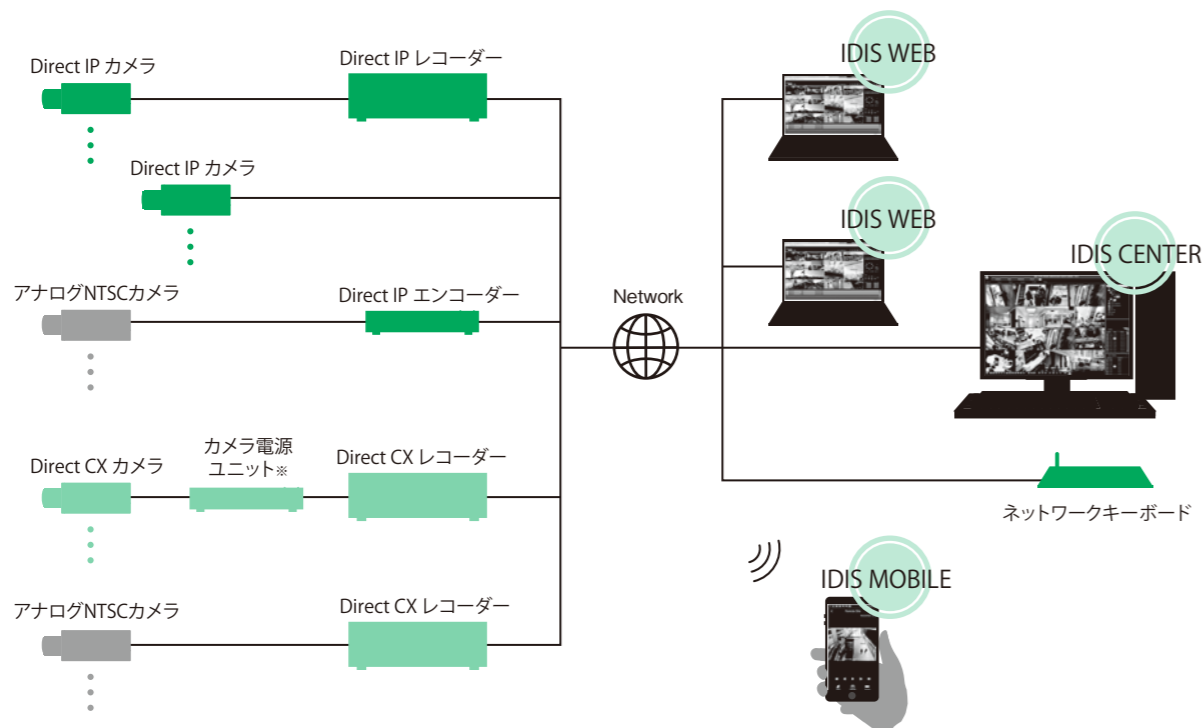 Direct IP カメラ
Direct IP レコーダー
Direct IP カメラ
アナログNTSCカメラ
Direct IP エンコーダー
Direct CX カメラ
カメラ電源
ユニット※
Direct CX レコーダー
アナログNTSCカメラ
Direct CX レコーダー
Network
IDIS WEB
IDIS WEB
IDIS CENTER
ネットワークキーボード
IDIS MOBILE